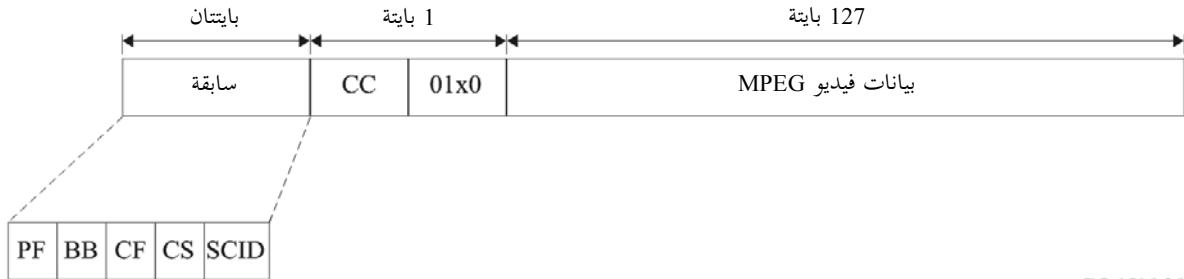 بايتتان 1 بايتة 127 بايتة
سابقة CC 01x0 بيانات فيديو MPEG
PF BB CF CS SCID